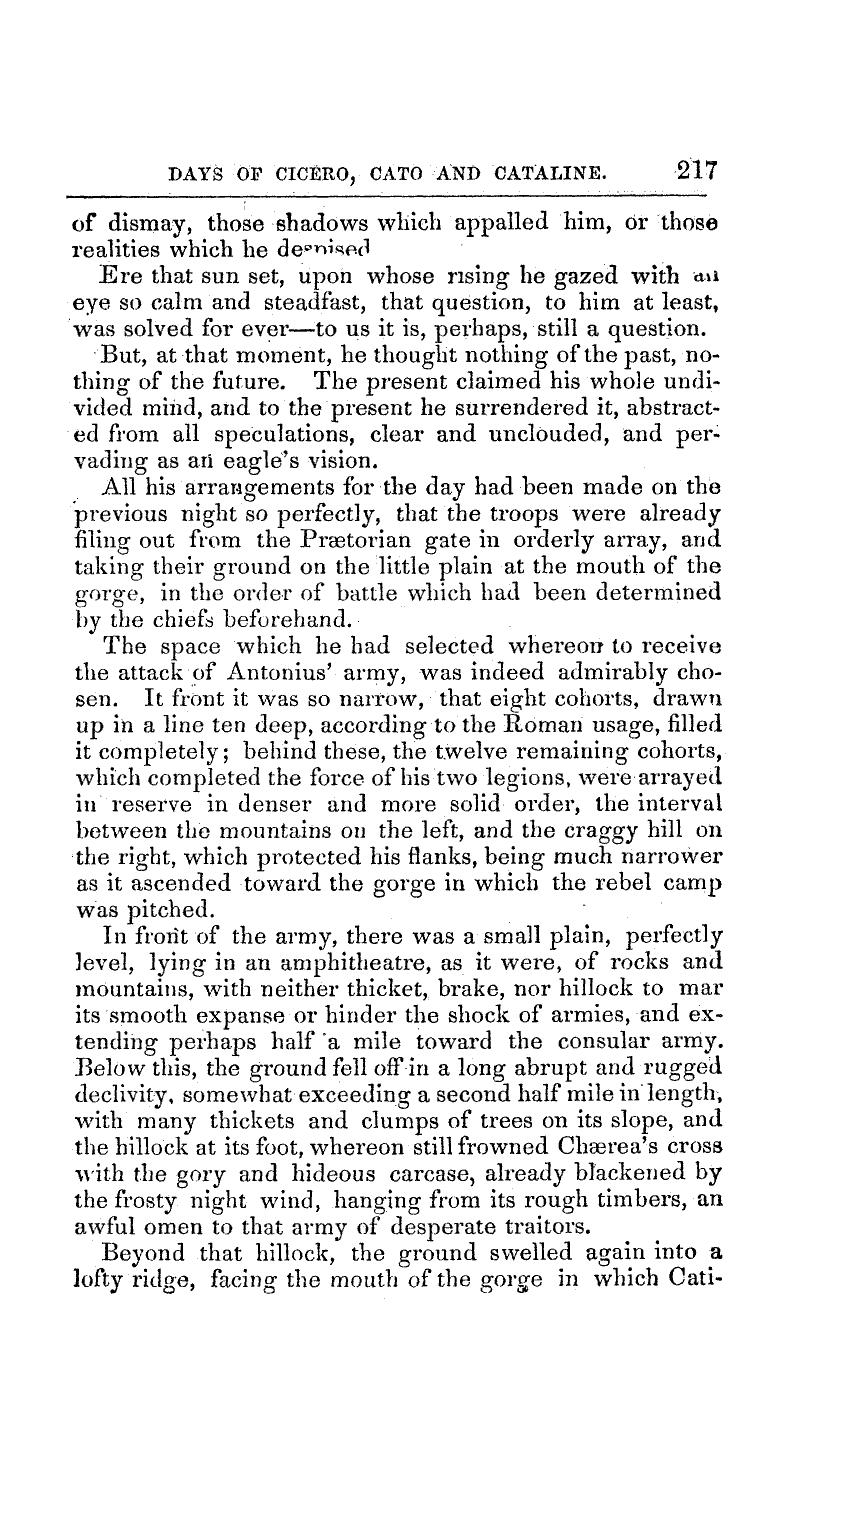 DAYS OF CICERO, CATO AND CATALINE. 217
of dismay, those shadows which appalled him, or those
realities which he despised
Ere that sun set, upon whose rising he gazed with an
eye so calm and steadfast, that question, to him at least,
was solved for ever—to us it is, perhaps, still a question.
But, at that moment, he thought nothing of the past, no-
thing of the future. The present claimed his whole undi-
vided mind, and to the present he surrendered it, abstract-
ed from all speculations, clear and unclouded, and per-
vading as an eagle's vision.
All his arrangements for the day had been made on the
previous night so perfectly, that the troops were already
filing out from the Prætorian gate in orderly array, and
taking their ground on the little plain at the mouth of the
gorge, in the order of battle which had been determined
by the chiefs beforehand.
The space which he had selected whereon to receive
the attack of Antonius' army, was indeed admirably cho-
sen. It front it was so narrow, that eight cohorts, drawn
up in a line ten deep, according to the Roman usage, filled
it completely; behind these, the twelve remaining cohorts,
which completed the force of his two legions, were arrayed
in reserve in denser and more solid order, the interval
between the mountains on the left, and the craggy hill on
the right, which protected his flanks, being much narrower
as it ascended toward the gorge in which the rebel camp
was pitched.
In front of the army, there was a small plain, perfectly
level, lying in an amphitheatre, as it were, of rocks and
mountains, with neither thicket, brake, nor hillock to mar
its smooth expanse or hinder the shock of armies, and ex-
tending perhaps half a mile toward the consular army.
Below this, the ground fell off in a long abrupt and rugged
declivity, somewhat exceeding a second half mile in length,
with many thickets and clumps of trees on its slope, and
the hillock at its foot, whereon still frowned Chærea's cross
with the gory and hideous carcase, already blackened by
the frosty night wind, hanging from its rough timbers, an
awful omen to that army of desperate traitors.
Beyond that hillock, the ground swelled again into a
lofty ridge, facing the mouth of the gorge in which Cati-